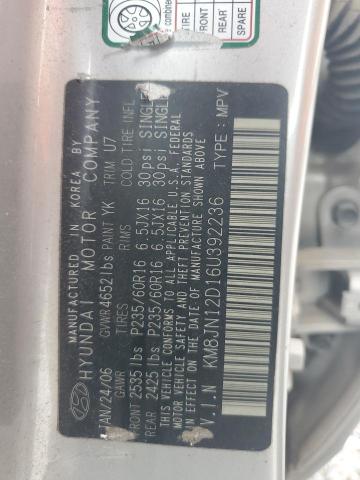 combined
FRONT
REAR
SPARE
MANUFACTURED IN KOREA BY
HYUNDAI MOTOR COMPANY
JAN/24/06 GVWR 4652lbs PAINT YK TRIM U7
GAWR TIRES RIMS COLD TIRE INFL
FRONT 2535 lbs P235/60R16 6.5JX16 30psi SINGLE
REAR 2425 lbs P235/60R16 6.5JX16 30psi SINGLE
THIS VEHICLE CONFORMS TO ALL APPLICABLE U.S.A. FEDERAL
MOTOR VEHICLE SAFETY AND THEFT PREVENTION STANDARDS
IN EFFECT ON THE DATE OF MANUFACTURE SHOWN ABOVE
V.I.N KM8JN12D16U392236 TYPE: MPV